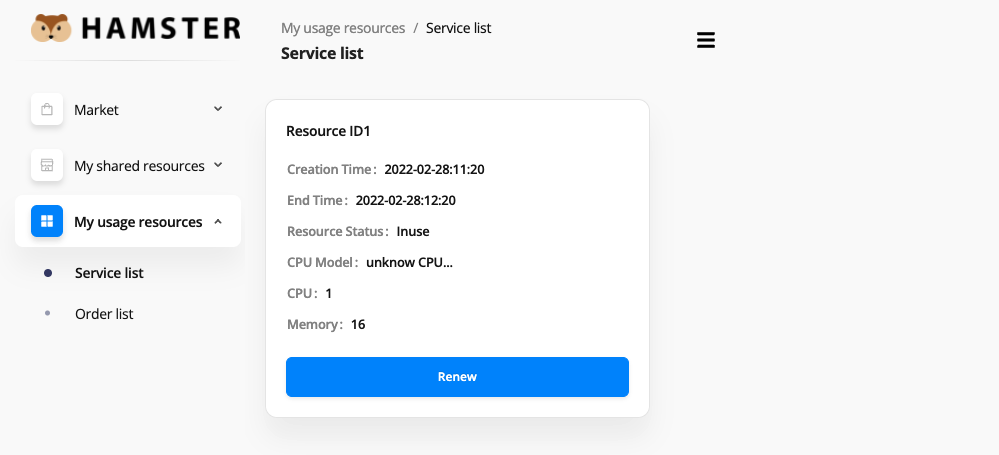 HAMSTER
My usage resources / Service list
Service list
Market
My shared resources
My usage resources
Service list
Order list
Resource ID1
Creation Time: 2022-02-28:11:20
End Time: 2022-02-28:12:20
Resource Status: Inuse
CPU Model: unknow CPU...
CPU: 1
Memory: 16
Renew